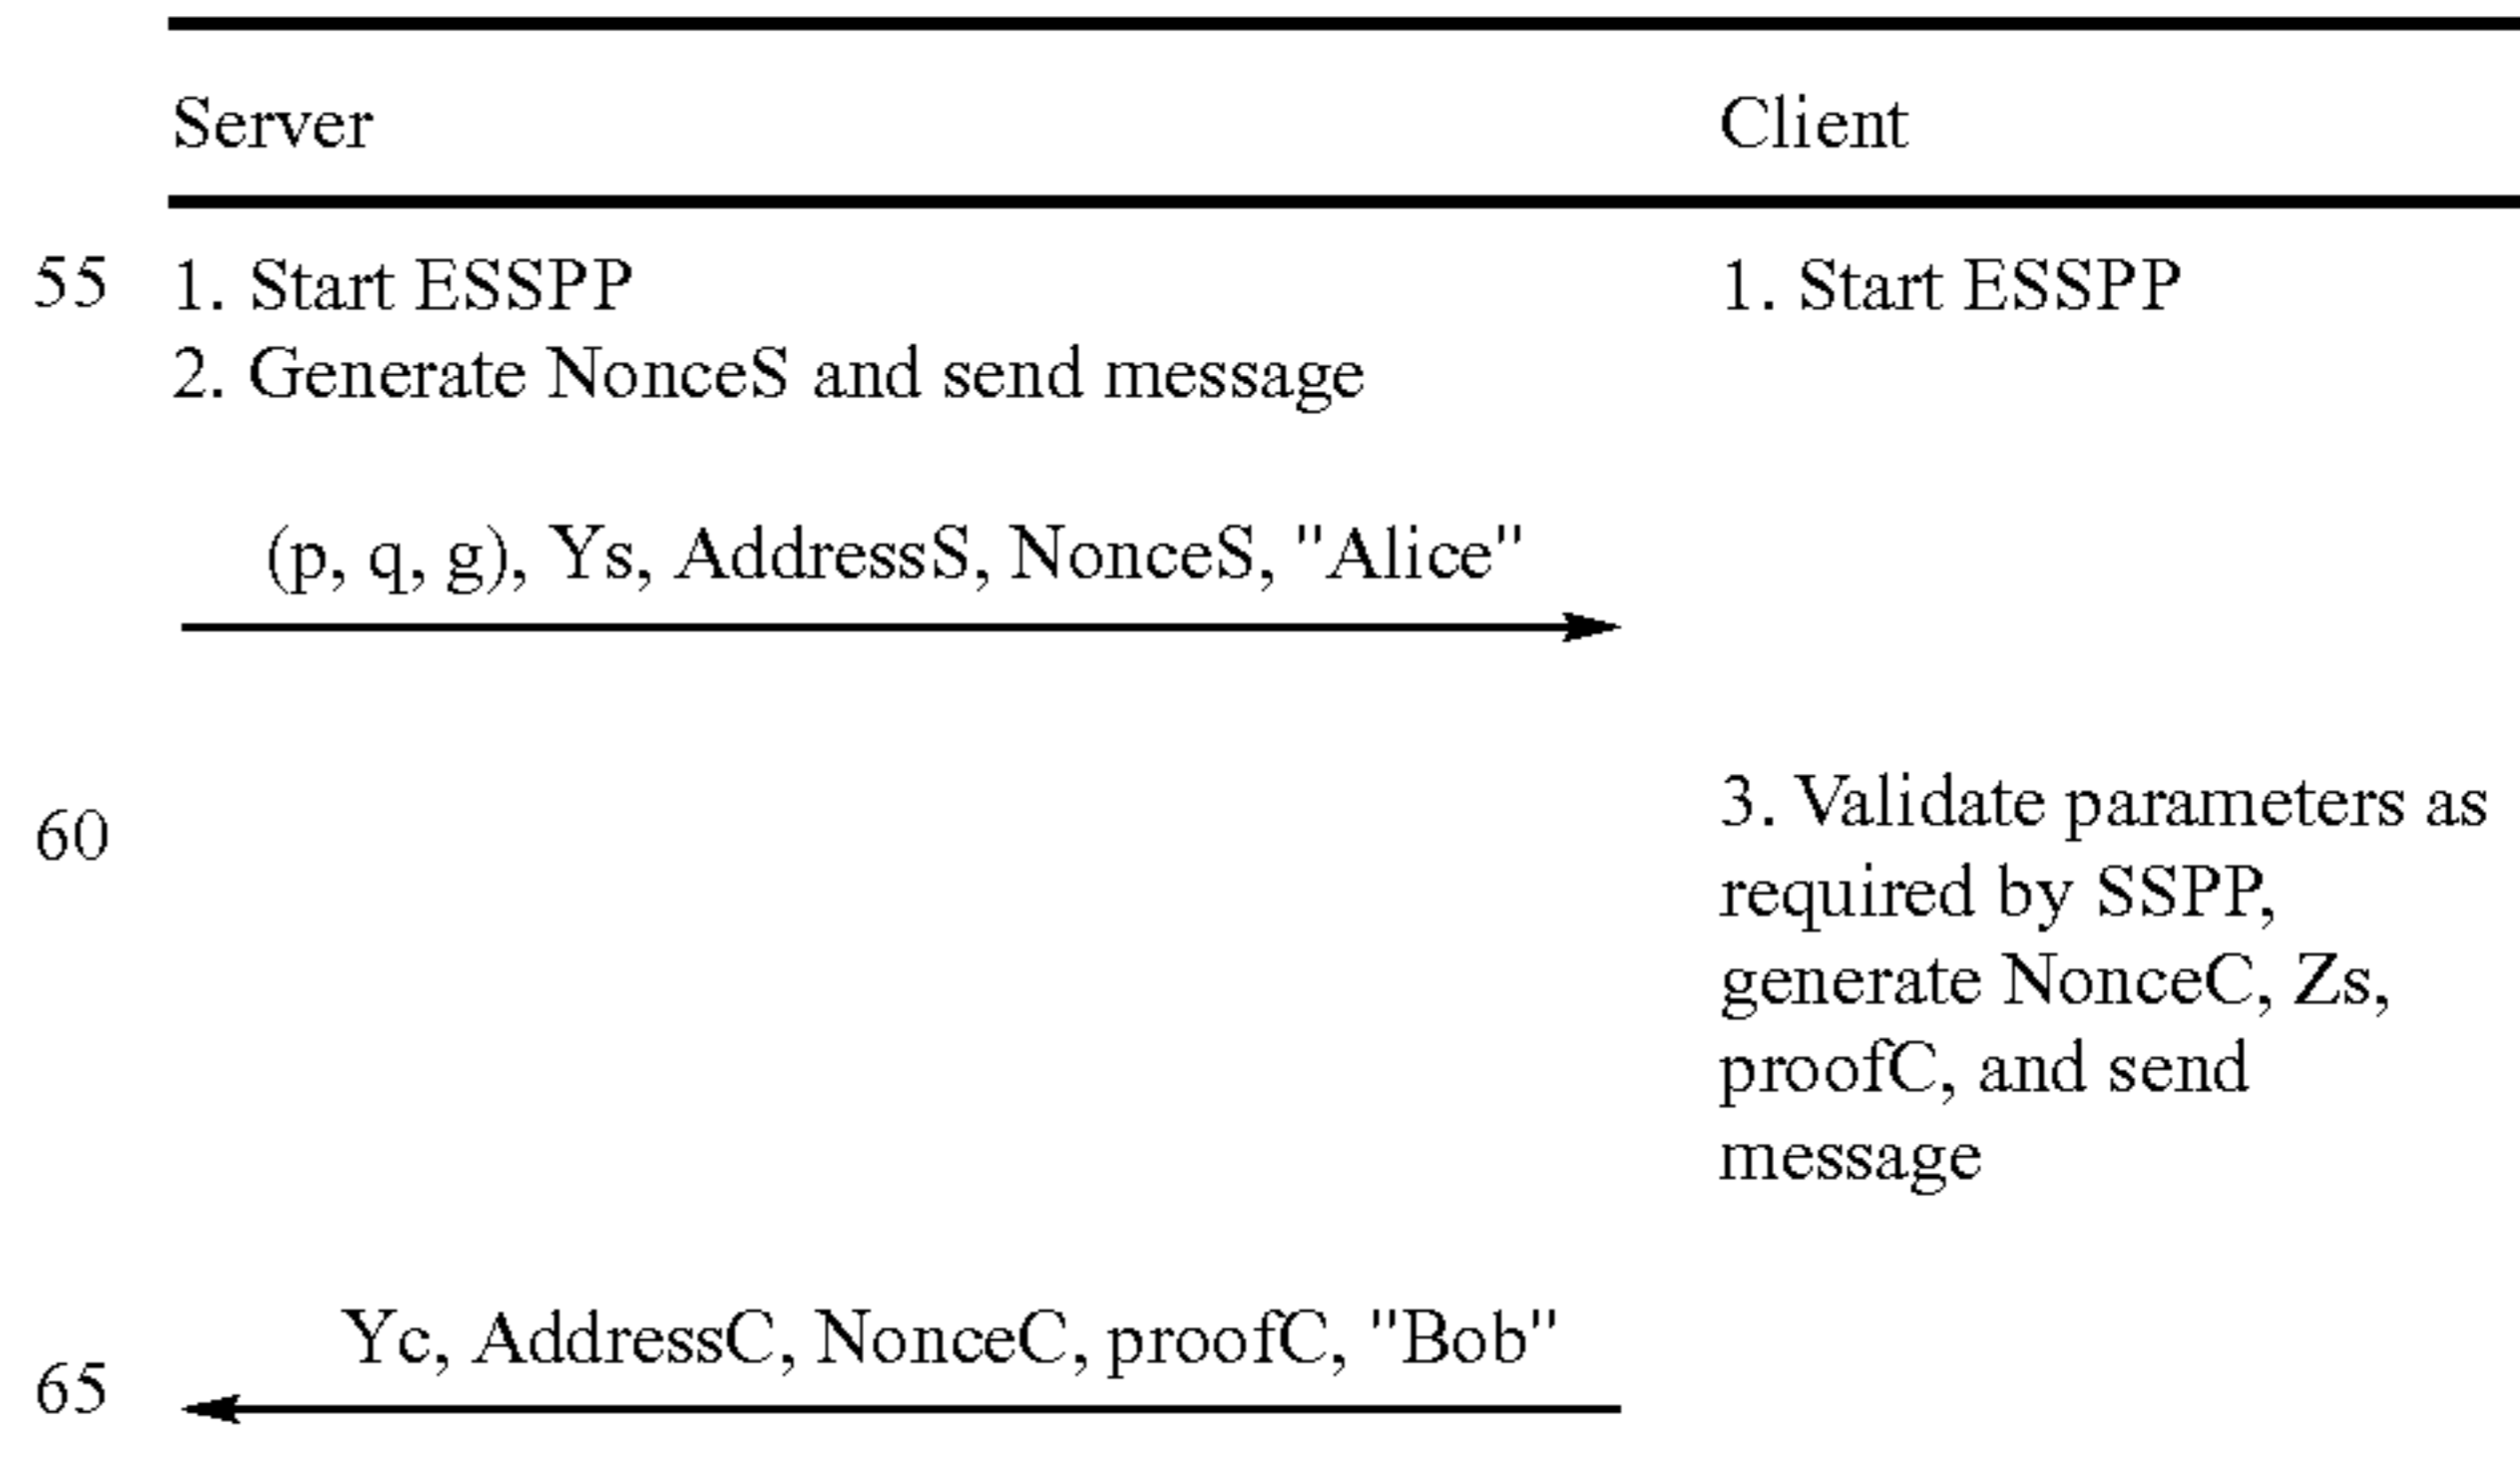 Server Client
55 1. Start ESSPP 1. Start ESSPP
2. Generate NonceS and send message
(p, q, g), Ys, AddressS, NonceS, "Alice"
60 3. Validate parameters as
required by SSPP,
generate NonceC, Zs,
proofC, and send
message
Yc, AddressC, NonceC, proofC, "Bob"
65